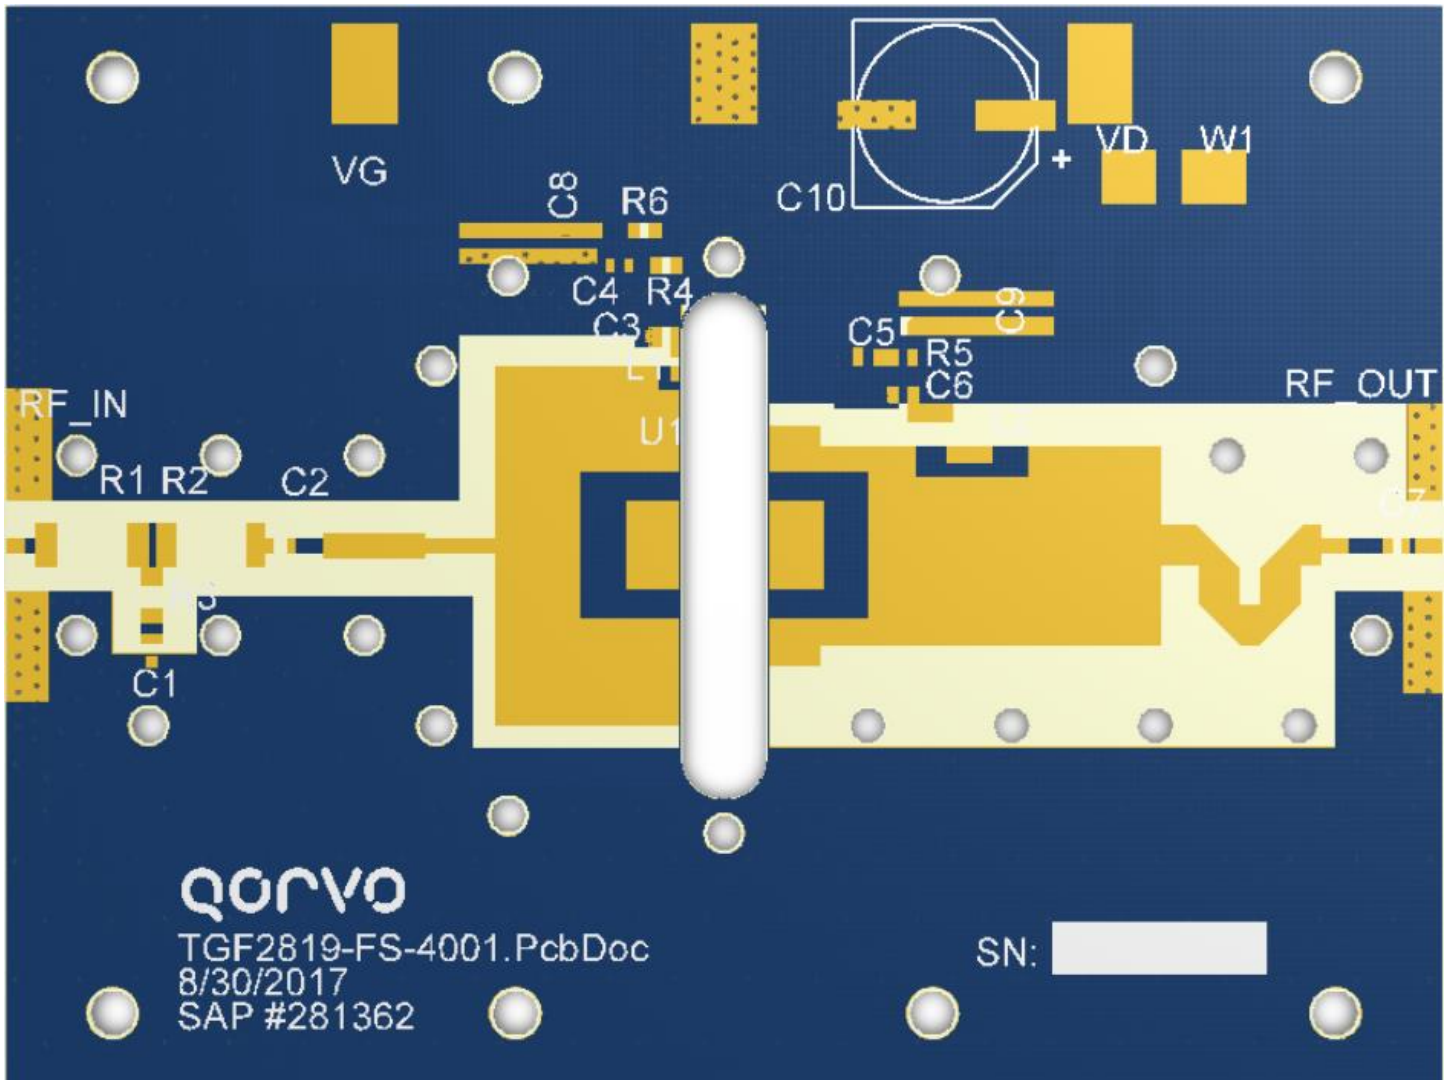 VG
VD
W1
C10
+
C8
R6
C4
R4
C9
C3
C5
R5
C6
RF_IN
RF_OUT
U1
R1
R2
C2
C1
QORVO
TGF2819-FS-4001.PcbDoc
8/30/2017
SAP #281362
SN: